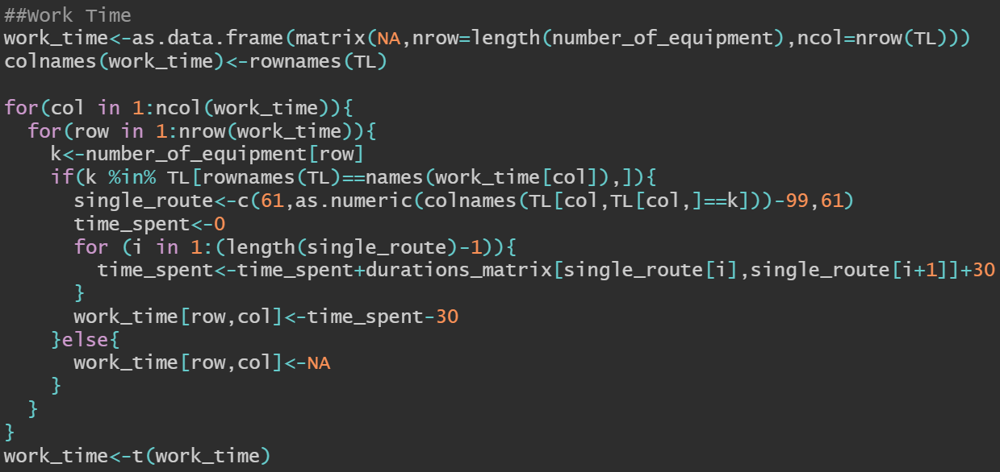 ##Work Time
work_time<-as.data.frame(matrix(NA,nrow=length(number_of_equipment),ncol=nrow(TL)))
colnames(work_time)<-rownames(TL)

for(col in 1:ncol(work_time)){
  for(row in 1:nrow(work_time)){
    k<-number_of_equipment[row]
    if(k %in% TL[rownames(TL)==names(work_time[col]),]){
      single_route<-c(61,as.numeric(colnames(TL[col,TL[col,]==k]))-99,61)
      time_spent<-0
      for (i in 1:(length(single_route)-1)){
        time_spent<-time_spent+durations_matrix[single_route[i],single_route[i+1]]+30
      }
      work_time[row,col]<-time_spent-30
    }else{
      work_time[row,col]<-NA
    }
  }
}
work_time<-t(work_time)